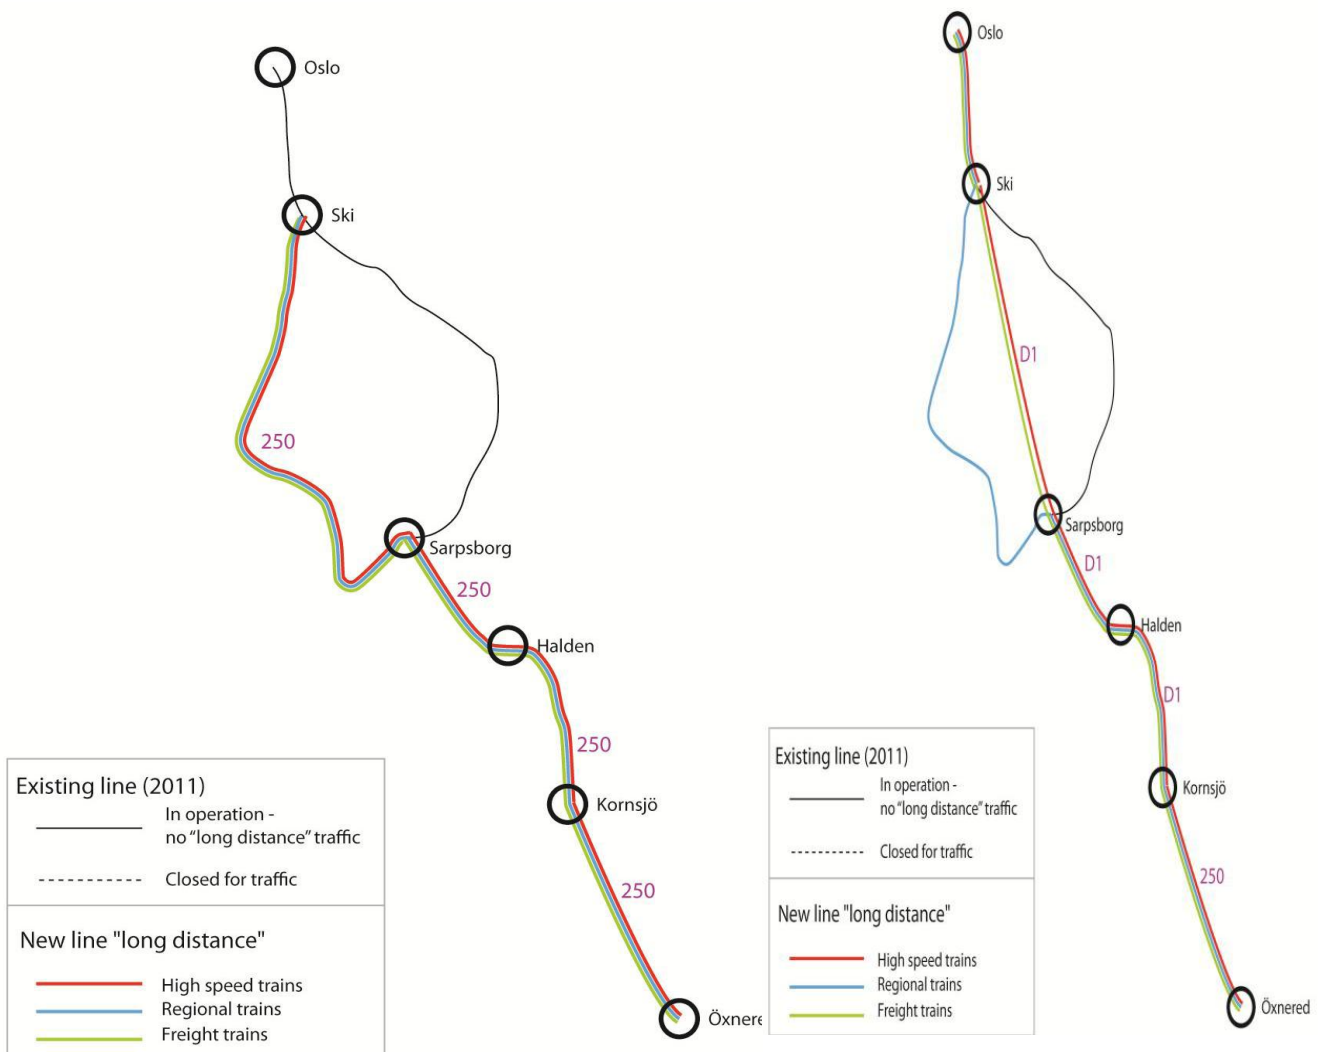 Oslo
Ski
250
Sarpsborg
250
Halden
250
Kornsjö
250
Öxnere
Existing line (2011)
In operation -
no "long distance" traffic
Closed for traffic
New line "long distance"
High speed trains
Regional trains
Freight trains
Oslo
Ski
D1
Sarpsborg
D1
Halden
D1
Kornsjö
250
Öxnered
Existing line (2011)
In operation -
no "long distance" traffic
Closed for traffic
New line "long distance"
High speed trains
Regional trains
Freight trains